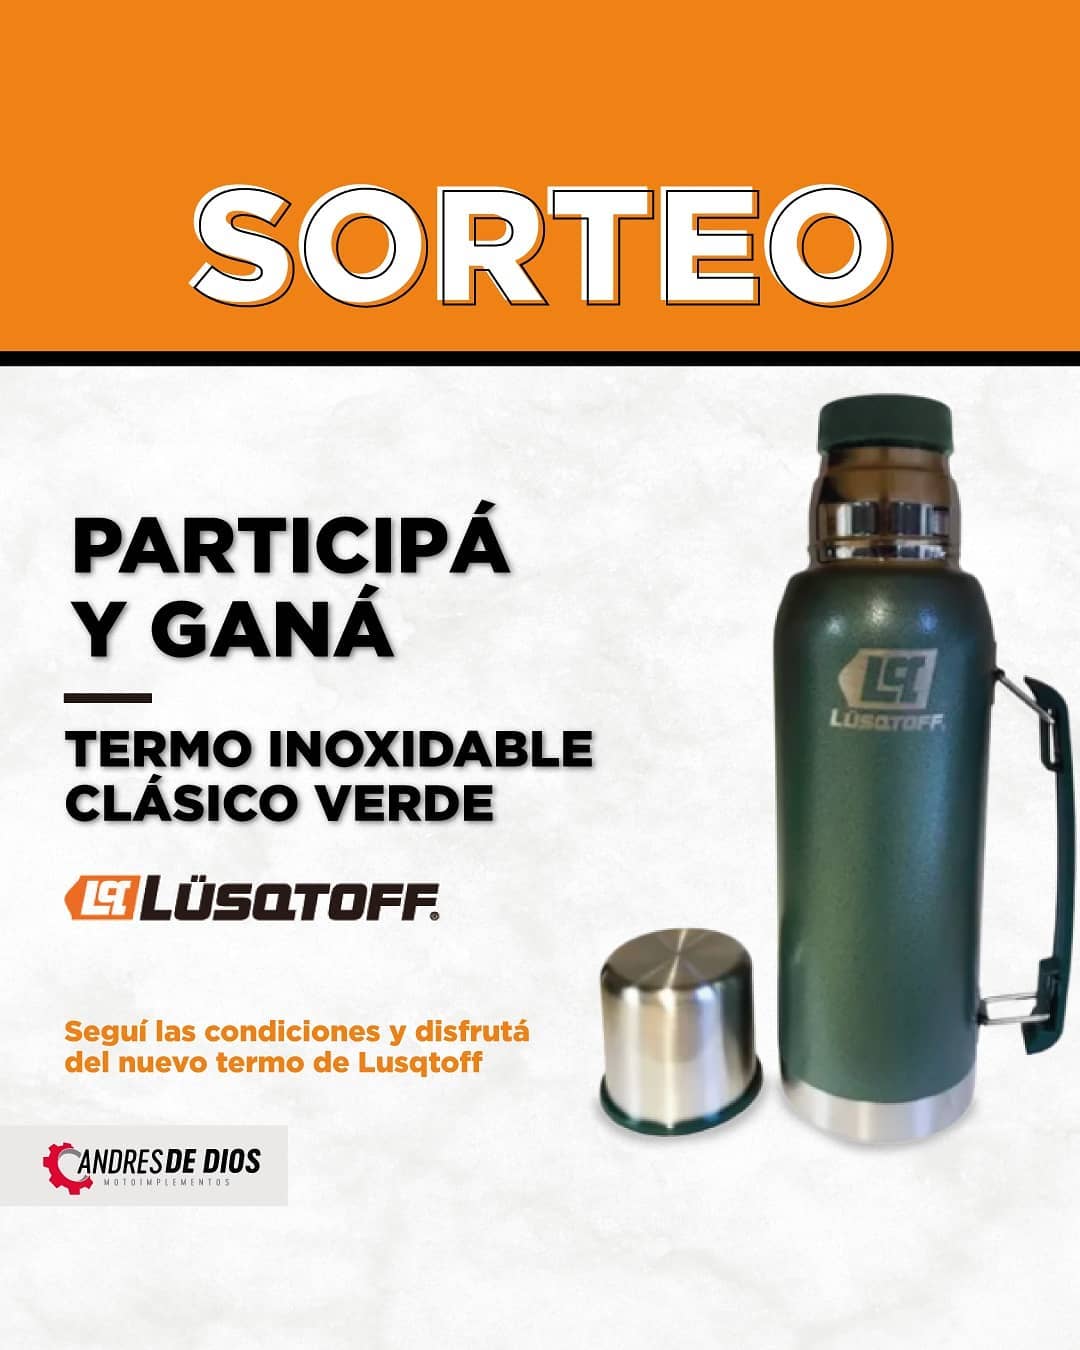 SORTEO
PARTICIPÁ
Y GANÁ
TERMO INOXIDABLE
CLÁSICO VERDE
LÜSQTOFF®
LÜSQTOFF
Seguí las condiciones y disfrutá
del nuevo termo de Lusqtoff
ANDRES DE DIOS
MOTOIMPLEMENTOS